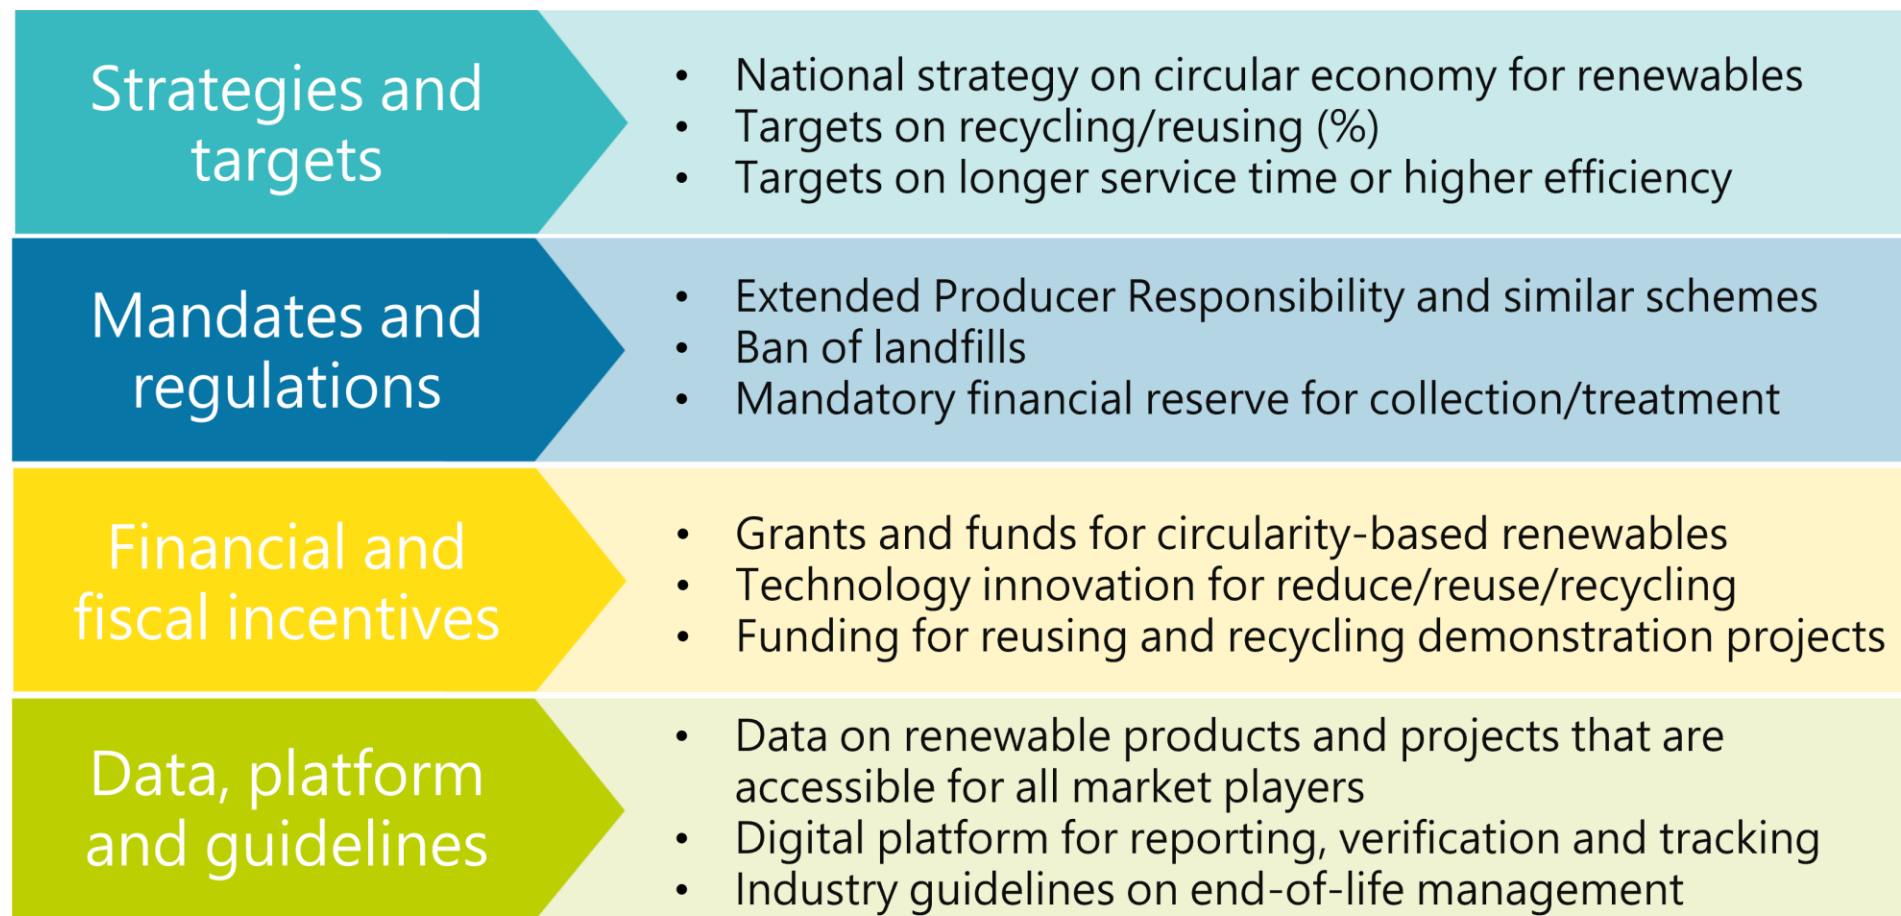 Strategies and
targets
• National strategy on circular economy for renewables
• Targets on recycling/reusing (%)
• Targets on longer service time or higher efficiency
Mandates and
regulations
• Extended Producer Responsibility and similar schemes
• Ban of landfills
• Mandatory financial reserve for collection/treatment
Financial and
fiscal incentives
• Grants and funds for circularity-based renewables
• Technology innovation for reduce/reuse/recycling
• Funding for reusing and recycling demonstration projects
Data, platform
and guidelines
• Data on renewable products and projects that are
accessible for all market players
• Digital platform for reporting, verification and tracking
• Industry guidelines on end-of-life management